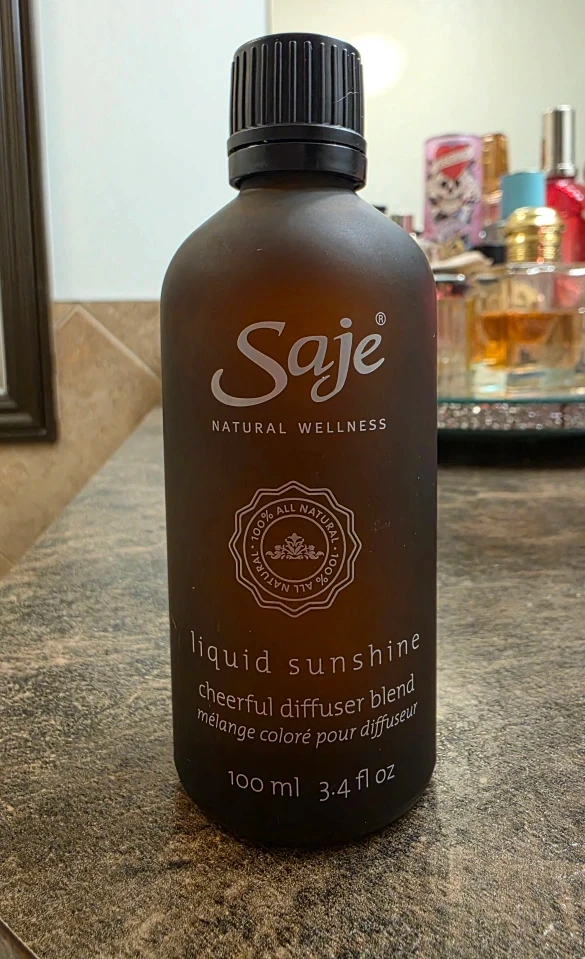 Saje®
NATURAL WELLNESS
100% ALL NATURAL · 100% ALL NATURAL ·
liquid sunshine
cheerful diffuser blend
mélange coloré pour diffuseur
100 ml 3.4 fl oz